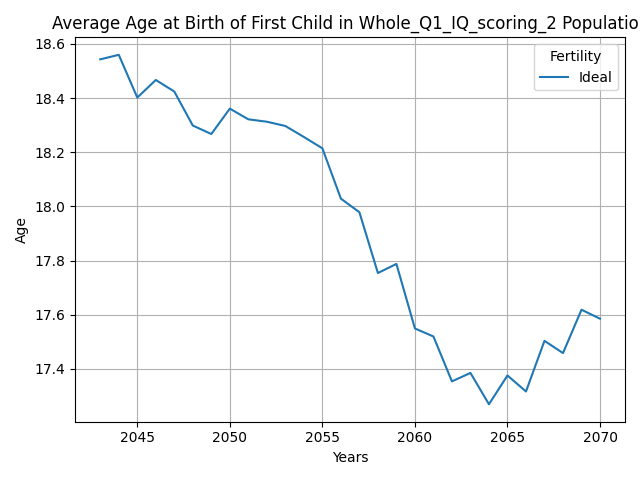 Average Age at Birth of First Child in Whole_Q1_IQ_scoring_2 Populatio
18.6
18.4
18.2
18.0
17.8
17.6
17.4
Age
Fertility
Ideal
2045 2050 2055 2060 2065 2070
Years